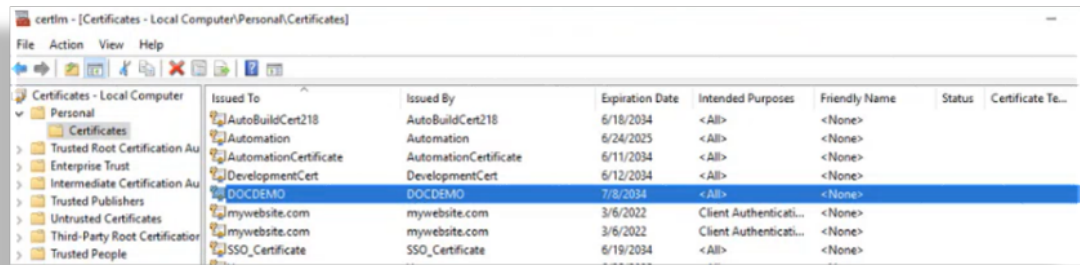 certlm - [Certificates - Local Computer\Personal\Certificates]
File Action View Help
Certificates - Local Computer
Personal
Certificates
Trusted Root Certification Au
Enterprise Trust
Intermediate Certification Au
Trusted Publishers
Untrusted Certificates
Third-Party Root Certification
Trusted People
Issued To Issued By Expiration Date Intended Purposes Friendly Name Status Certificate Te...
AutoBuildCert218 AutoBuildCert218 6/18/2034 <All> <None>
Automation Automation 6/24/2025 <All> <None>
AutomationCertificate AutomationCertificate 6/11/2034 <All> <None>
DevelopmentCert DevelopmentCert 6/12/2034 <All> <None>
DOCDEMO DOCDEMO 7/8/2034 <All> <None>
mywebsite.com mywebsite.com 3/6/2022 Client Authenticati... <None>
mywebsite.com mywebsite.com 3/6/2022 Client Authenticati... <None>
SSO_Certificate SSO_Certificate 6/19/2034 <All> <None>